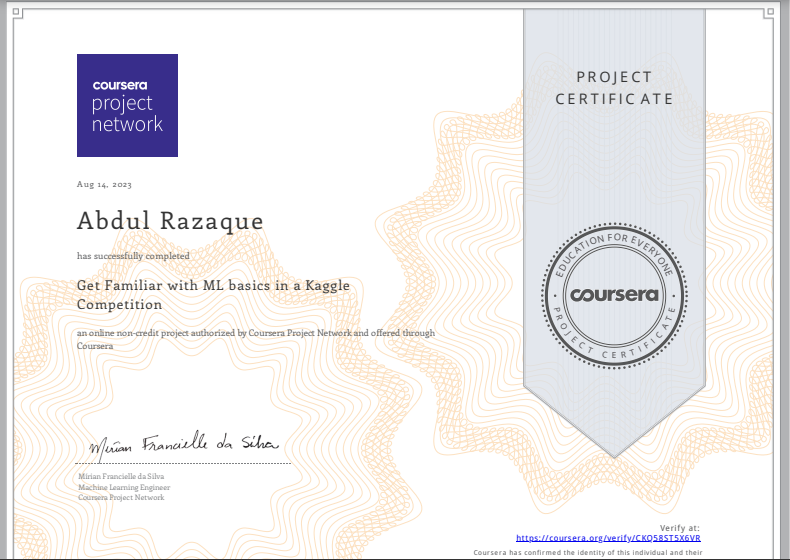 coursera
project
network
PROJECT
CERTIFICATE
Aug 14, 2023
Abdul Razaque
has successfully completed
Get Familiar with ML basics in a Kaggle
Competition
an online non-credit project authorized by Coursera Project Network and offered through
Coursera
EDUCATION FOR EVERYONE
coursera
PROJECT CERTIFICATE
Mirian Francielle da Silva
Mirian Francielle da Silva
Machine Learning Engineer
Coursera Project Network
Verify at:
https://coursera.org/verify/CKQ58ST5X6VR
Coursera has confirmed the identity of this individual and their